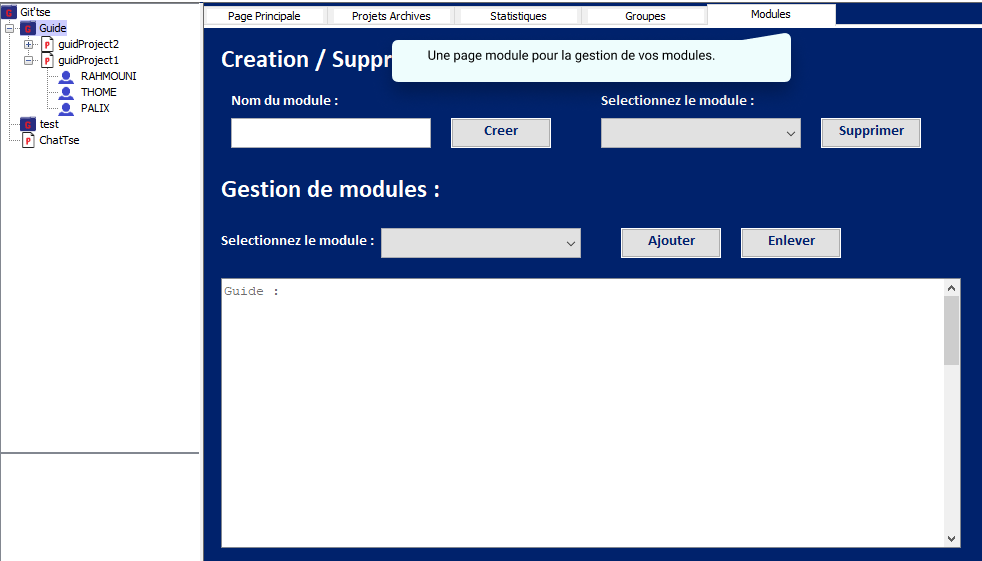 Git'tse
Guide
guidProject2
guidProject1
RAHMOUNI
THOME
PALIX
test
ChatTse
Page Principale
Projets Archives
Statistiques
Groupes
Modules
Une page module pour la gestion de vos modules.
Creation / Suppr
Nom du module :
Selectionnez le module :
Creer
Supprimer
Gestion de modules :
Selectionnez le module :
Ajouter
Enlever
Guide :